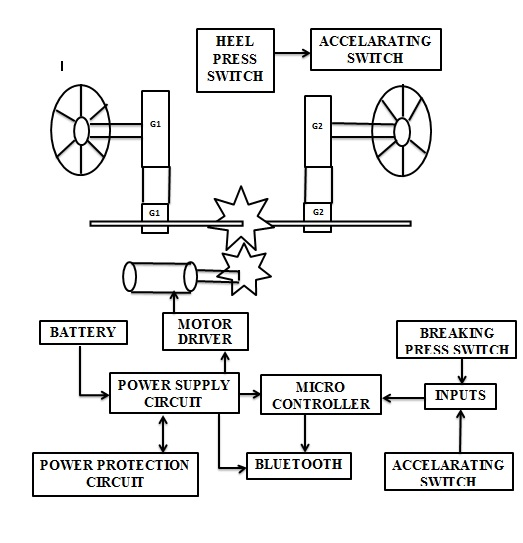 HEEL
PRESS
SWITCH
ACCELARATING
SWITCH
I
G1
G2
G1
G2
BATTERY
MOTOR
DRIVER
BREAKING
PRESS SWITCH
POWER SUPPLY
CIRCUIT
MICRO
CONTROLLER
INPUTS
POWER PROTECTION
CIRCUIT
BLUETOOTH
ACCELARATING
SWITCH